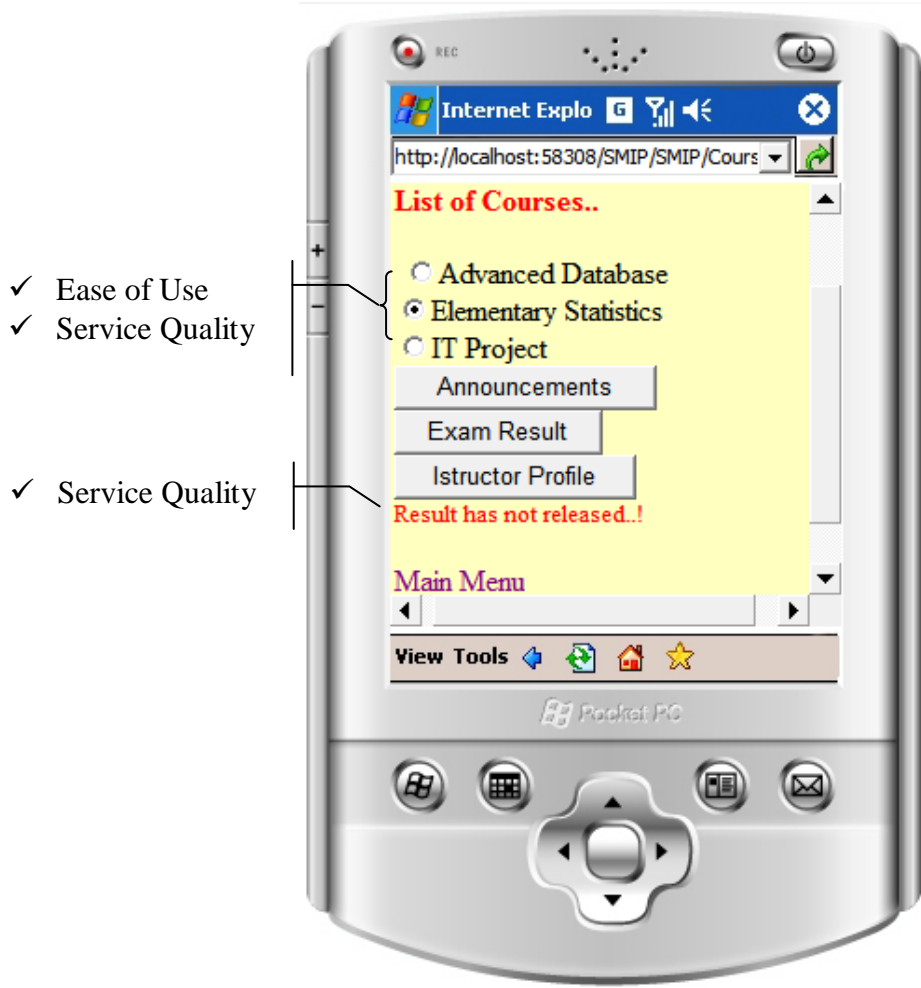 REC
Internet Explo
G
http://localhost:58308/SMIP/SMIP/Cours
List of Courses..
Advanced Database
Elementary Statistics
IT Project
Announcements
Exam Result
Istructor Profile
Result has not released..!
Main Menu
View Tools
Pocket PC
+
−
✓ Ease of Use
✓ Service Quality
✓ Service Quality